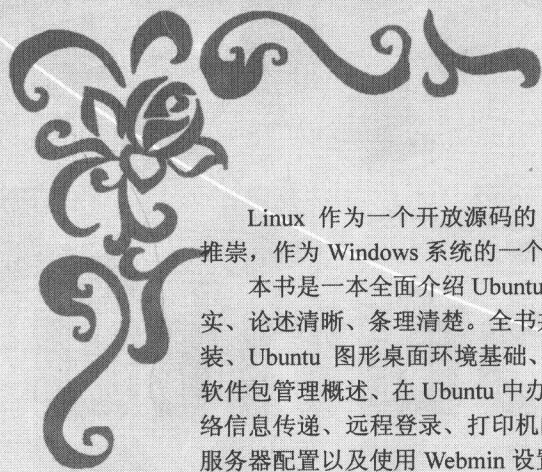 Linux 作为一个开放源码的
推崇,作为 Windows 系统的一个
本书是一本全面介绍 Ubuntu
实、论述清晰、条理清楚。全书共
装、Ubuntu 图形桌面环境基础、
软件包管理概述、在 Ubuntu 中办
络信息传递、远程登录、打印机
服务器配置以及使用 Webmin 设置